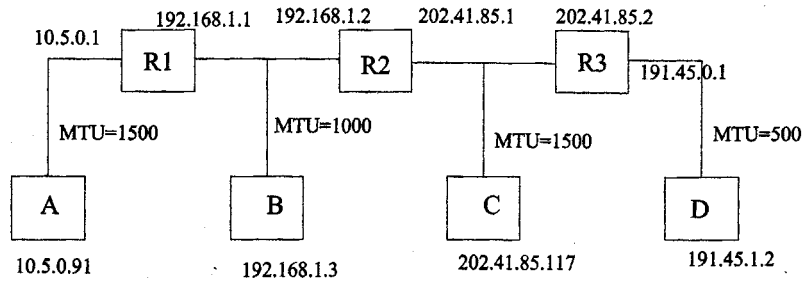 10.5.0.1
192.168.1.1
192.168.1.2
202.41.85.1
202.41.85.2
R1
R2
R3
191.45.0.1
MTU=1500
MTU=1000
MTU=1500
MTU=500
A
B
C
D
10.5.0.91
192.168.1.3
202.41.85.117
191.45.1.2